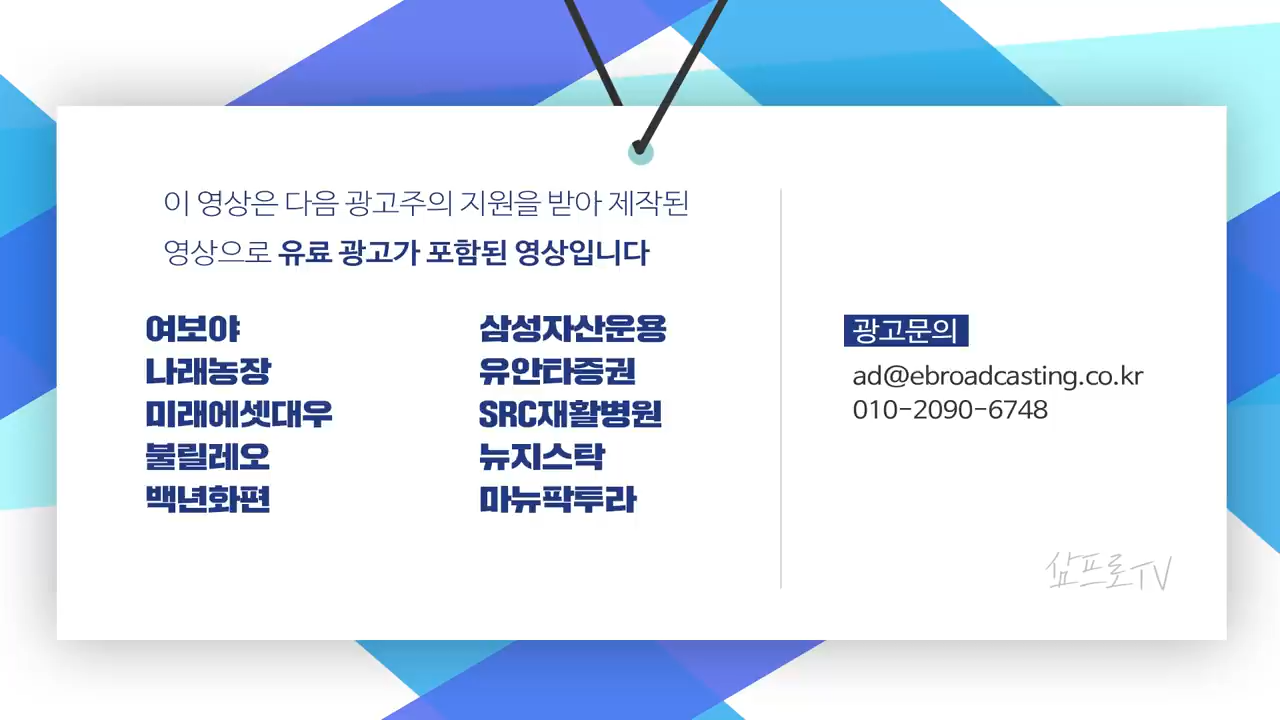 이 영상은 다음 광고주의 지원을 받아 제작된
영상으로 유료 광고가 포함된 영상입니다
여보야
나래농장
미래에셋대우
불릴레오
백년화편
삼성자산운용
유안타증권
SRC재활병원
뉴지스탁
마뉴팍투라
광고문의
ad@ebroadcasting.co.kr
010-2090-6748
삼프로TV